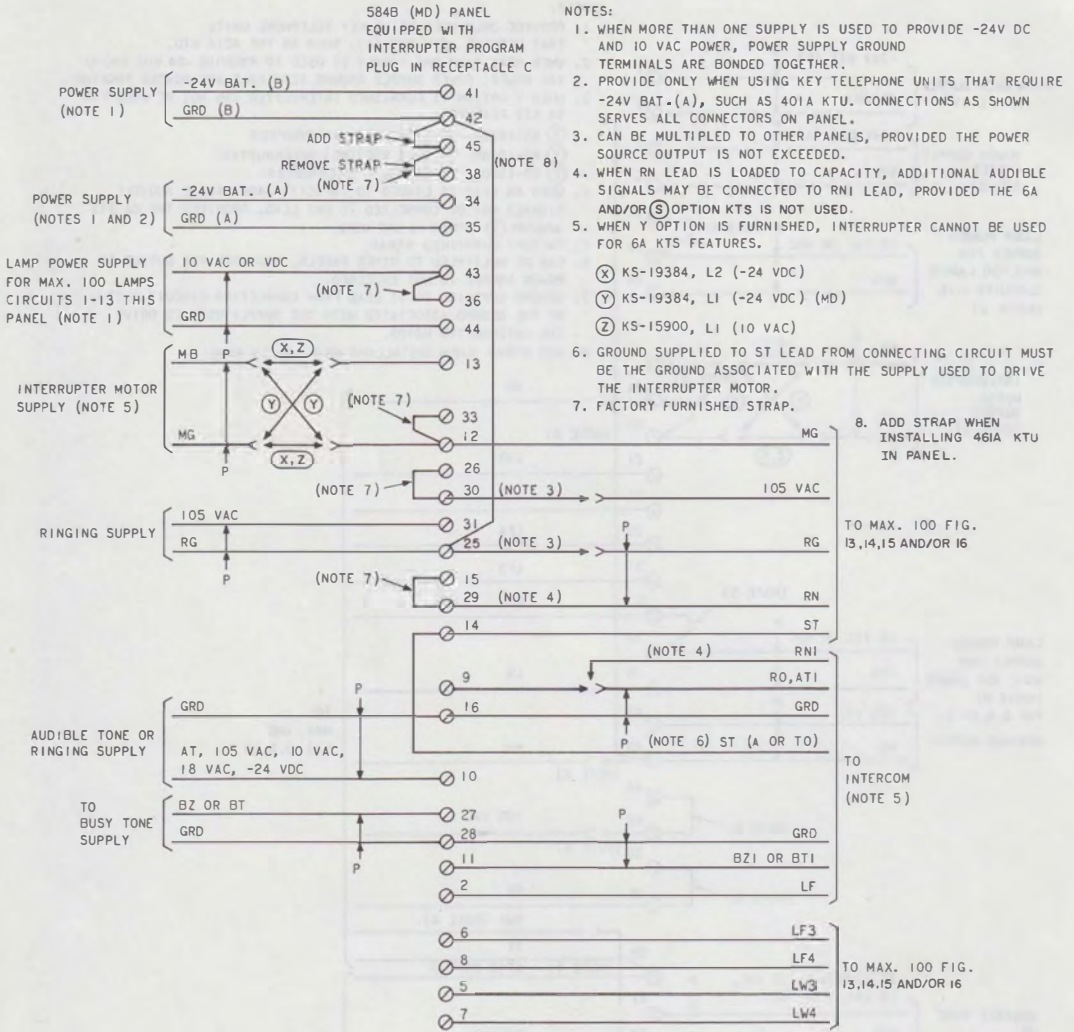 584B (MD) PANEL
EQUIPPED WITH
INTERRUPTER PROGRAM
PLUG IN RECEPTACLE C
POWER SUPPLY
(NOTE 1)
-24V BAT. (B)
41
GRD (B)
42
ADD STRAP
45
REMOVE STRAP
38
(NOTE 8)
(NOTE 7)
POWER SUPPLY
(NOTES 1 AND 2)
-24V BAT. (A)
34
GRD (A)
35
LAMP POWER SUPPLY
FOR MAX. 100 LAMPS
CIRCUITS 1-13 THIS
PANEL (NOTE 1)
10 VAC OR VDC
43
(NOTE 7)
36
GRD
44
P
INTERRUPTER MOTOR
SUPPLY (NOTE 5)
MB
P
X,Z
13
Y
Y
(NOTE 7)
33
MG
12
X,Z
P
MG
26
(NOTE 7)
30
(NOTE 3)
105 VAC
RINGING SUPPLY
105 VAC
31
RG
25
(NOTE 3)
P
RG
P
(NOTE 7)
15
29
(NOTE 4)
RN
14
ST
TO MAX. 100 FIG.
13,14,15 AND/OR 16
(NOTE 4)
RN1
9
RO,AT1
16
GRD
P
(NOTE 6) ST (A OR TO)
AUDIBLE TONE OR
RINGING SUPPLY
GRD
P
AT, 105 VAC, 10 VAC,
18 VAC, -24 VDC
10
TO
BUSY TONE
SUPPLY
BZ OR BT
27
GRD
28
P
P
GRD
11
BZ1 OR BT1
2
LF
TO
INTERCOM
(NOTE 5)
6
LF3
8
LF4
5
LW3
7
LW4
TO MAX. 100 FIG.
13,14.15 AND/OR 16
NOTES:
1. WHEN MORE THAN ONE SUPPLY IS USED TO PROVIDE -24V DC
AND 10 VAC POWER, POWER SUPPLY GROUND
TERMINALS ARE BONDED TOGETHER.
2. PROVIDE ONLY WHEN USING KEY TELEPHONE UNITS THAT REQUIRE
-24V BAT.(A), SUCH AS 401A KTU. CONNECTIONS AS SHOWN
SERVES ALL CONNECTORS ON PANEL.
3. CAN BE MULTIPLED TO OTHER PANELS, PROVIDED THE POWER
SOURCE OUTPUT IS NOT EXCEEDED.
4. WHEN RN LEAD IS LOADED TO CAPACITY, ADDITIONAL AUDIBLE
SIGNALS MAY BE CONNECTED TO RN1 LEAD, PROVIDED THE 6A
AND/OR S OPTION KTS IS NOT USED.
5. WHEN Y OPTION IS FURNISHED, INTERRUPTER CANNOT BE USED
FOR 6A KTS FEATURES.
X KS-19384, L2 (-24 VDC)
Y KS-19384, L1 (-24 VDC) (MD)
Z KS-15900, L1 (10 VAC)
6. GROUND SUPPLIED TO ST LEAD FROM CONNECTING CIRCUIT MUST
BE THE GROUND ASSOCIATED WITH THE SUPPLY USED TO DRIVE
THE INTERRUPTER MOTOR.
7. FACTORY FURNISHED STRAP.
8. ADD STRAP WHEN
INSTALLING 461A KTU
IN PANEL.